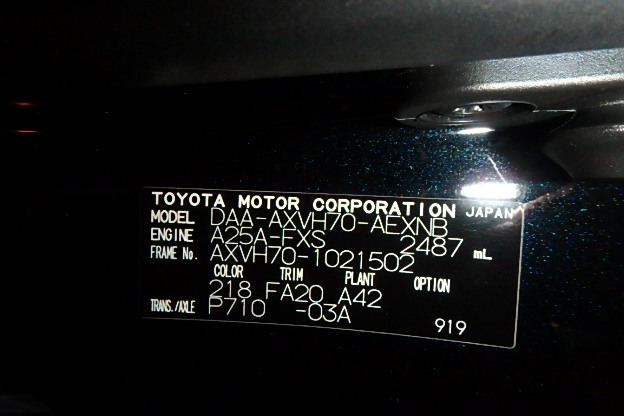 TOYOTA MOTOR CORPORATION JAPAN
MODEL DAA-AXVH70-AEXNB
ENGINE A25A-FXS 2487 mL
FRAME No. AXVH70-1021502
COLOR TRIM PLANT OPTION
218 FA20 A42
TRANS./AXLE P710 -03A
919